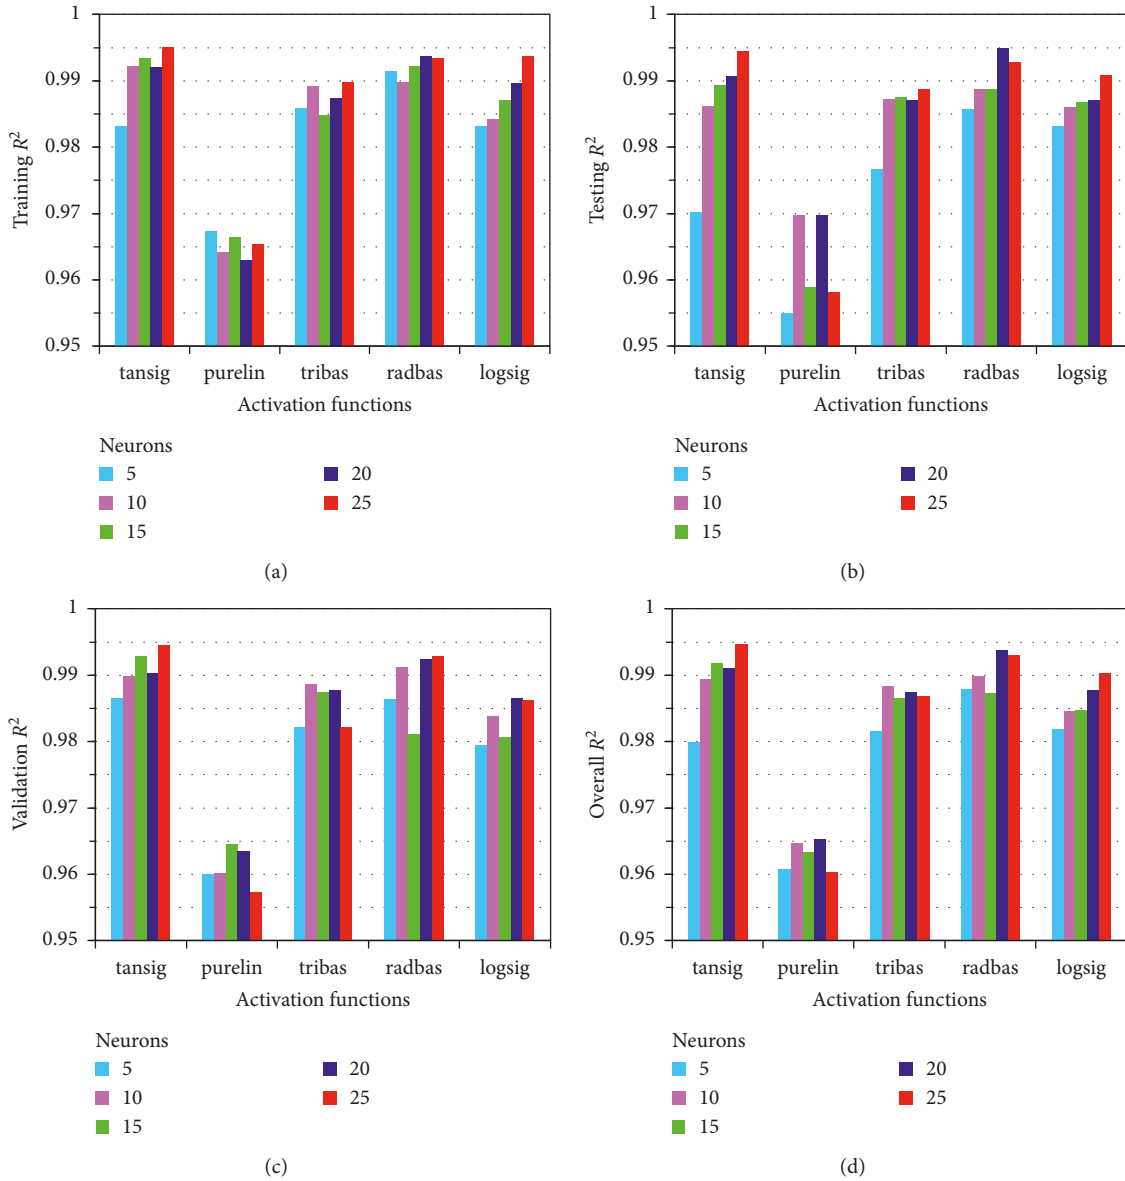 1
0.99
0.98
0.97
0.96
0.95
Training R²
tansig purelin tribas radbas logsig
Activation functions
Neurons
5
10
15
20
25
(a)
1
0.99
0.98
0.97
0.96
0.95
Testing R²
tansig purelin tribas radbas logsig
Activation functions
Neurons
5
10
15
20
25
(b)
1
0.99
0.98
0.97
0.96
0.95
Validation R²
tansig purelin tribas radbas logsig
Activation functions
Neurons
5
10
15
20
25
(c)
1
0.99
0.98
0.97
0.96
0.95
Overall R²
tansig purelin tribas radbas logsig
Activation functions
Neurons
5
10
15
20
25
(d)